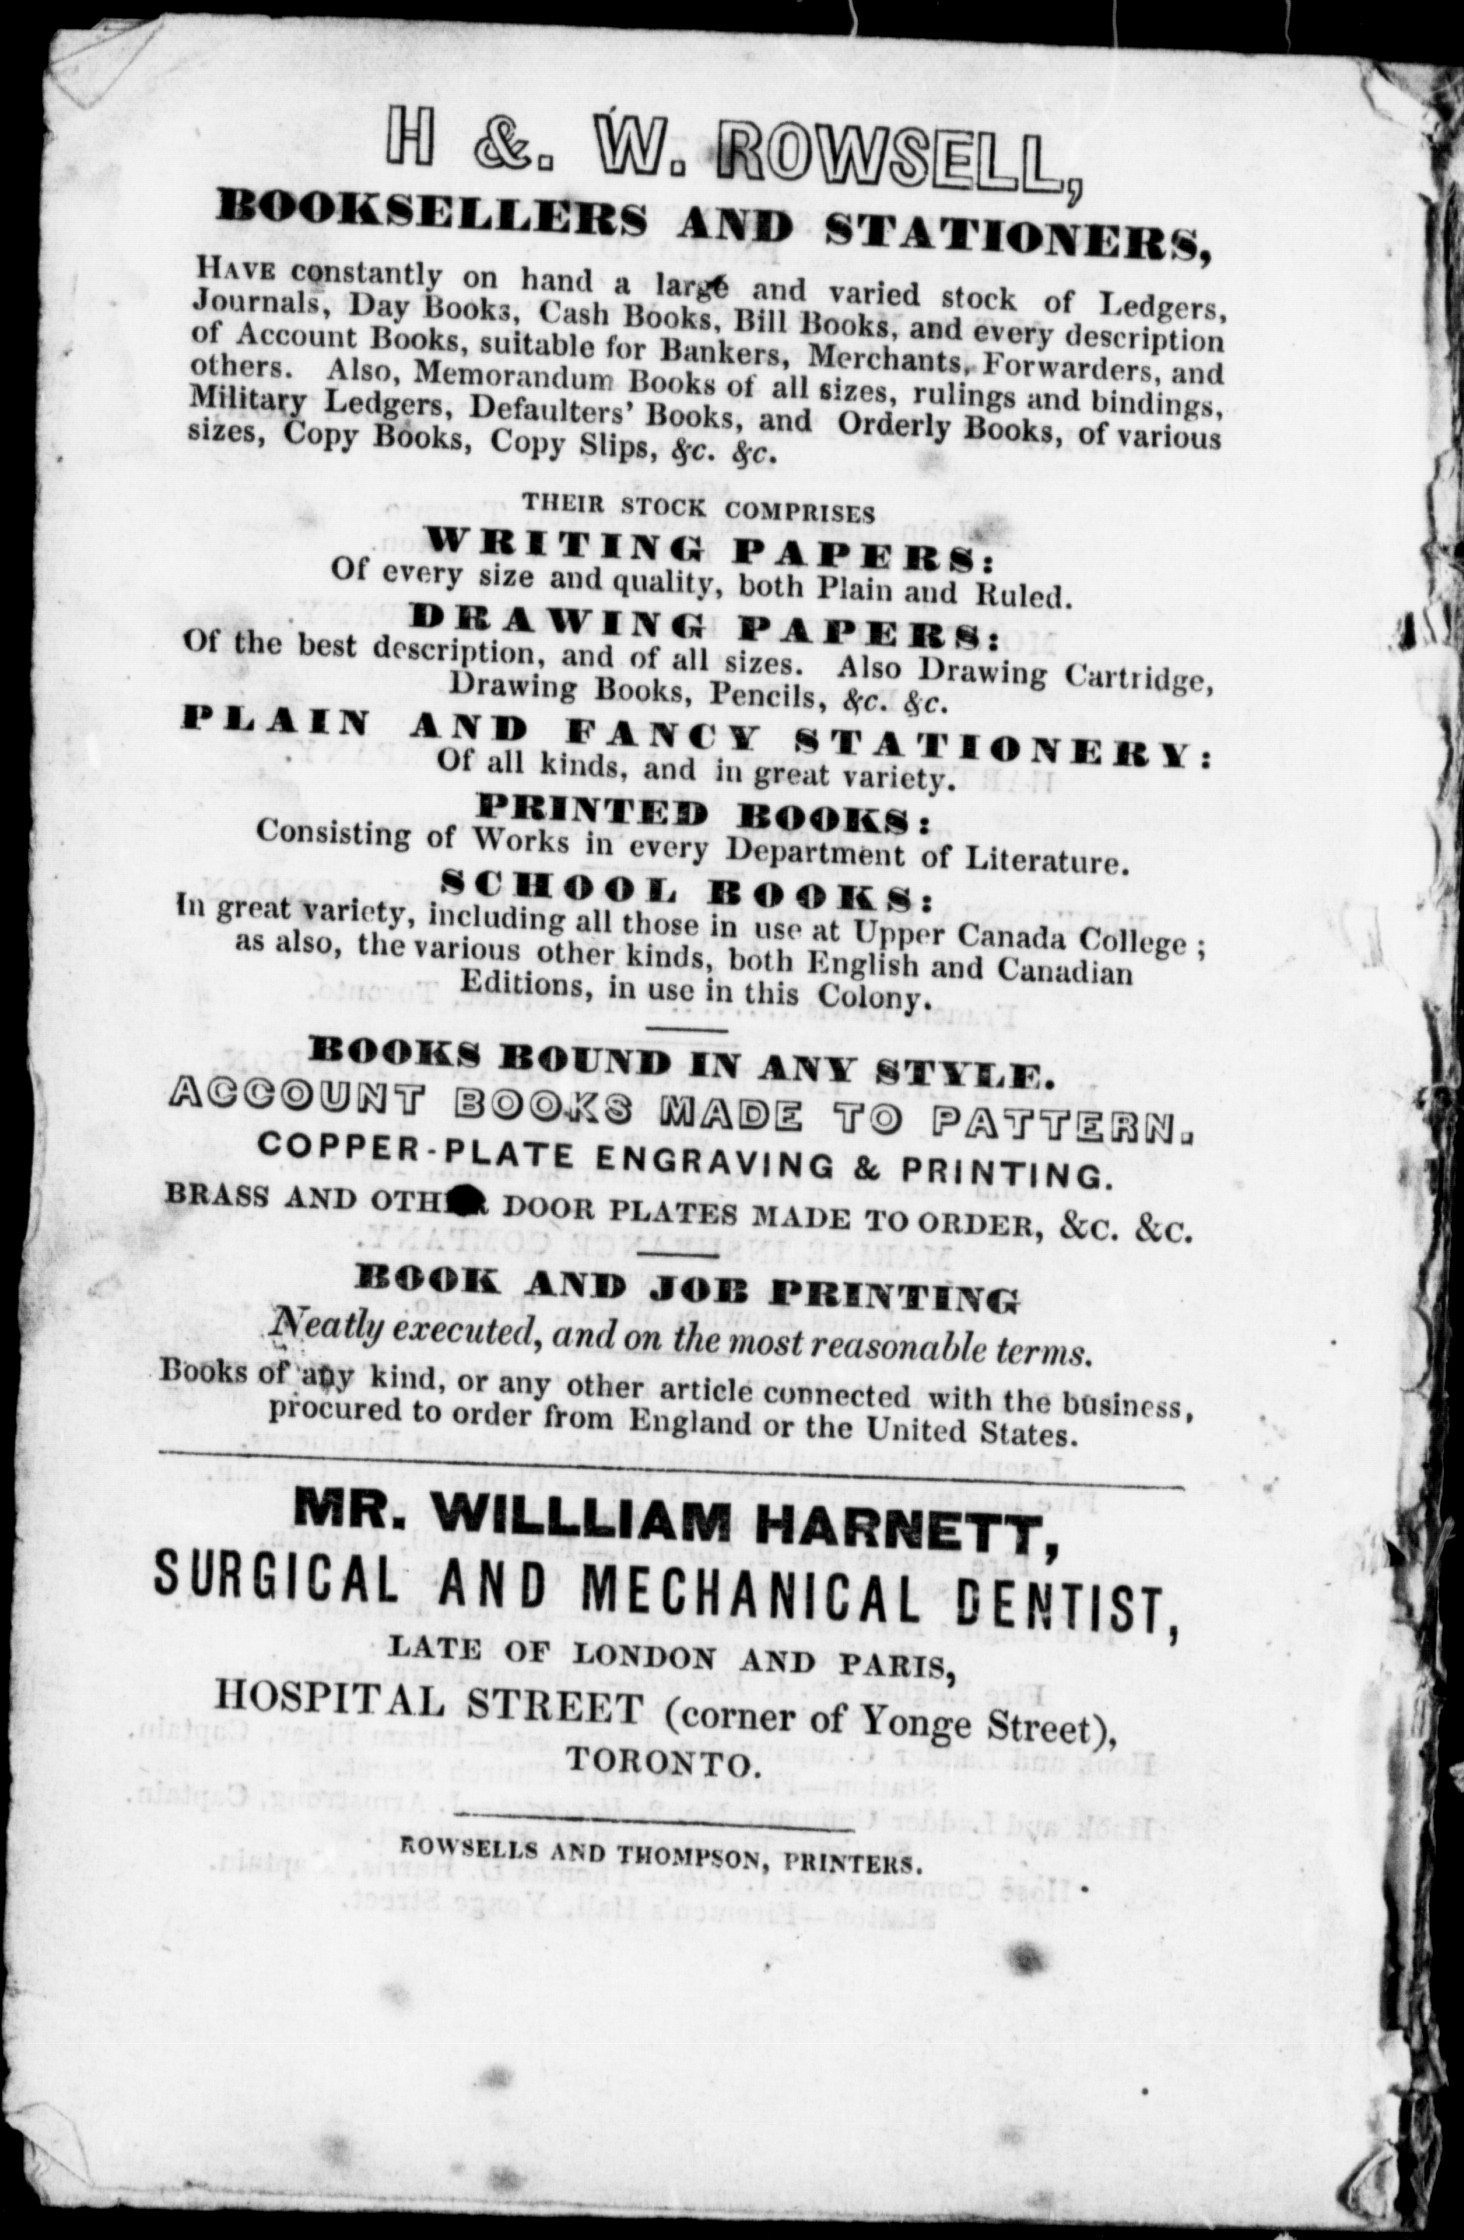 H &. W. ROWSELL,
BOOKSELLERS AND STATIONERS,
HAVE constantly on hand a large and varied stock of Ledgers,
Journals, Day Books, Cash Books, Bill Books, and every description
of Account Books, suitable for Bankers, Merchants, Forwarders, and
others. Also, Memorandum Books of all sizes, rulings and bindings,
Military Ledgers, Defaulters' Books, and Orderly Books, of various
sizes, Copy Books, Copy Slips, &c. &c.
THEIR STOCK COMPRISES
WRITING PAPERS:
Of every size and quality, both Plain and Ruled.
DRAWING PAPERS:
Of the best description, and of all sizes. Also Drawing Cartridge,
Drawing Books, Pencils, &c. &c.
PLAIN AND FANCY STATIONERY:
Of all kinds, and in great variety.
PRINTED BOOKS:
Consisting of Works in every Department of Literature.
SCHOOL BOOKS:
In great variety, including all those in use at Upper Canada College ;
as also, the various other kinds, both English and Canadian
Editions, in use in this Colony.
BOOKS BOUND IN ANY STYLE.
ACCOUNT BOOKS MADE TO PATTERN.
COPPER-PLATE ENGRAVING & PRINTING.
BRASS AND OTHER DOOR PLATES MADE TO ORDER, &C. &C.
BOOK AND JOB PRINTING
Neatly executed, and on the most reasonable terms.
Books of any kind, or any other article connected with the business,
procured to order from England or the United States.
MR. WILLLIAM HARNETT,
SURGICAL AND MECHANICAL DENTIST,
LATE OF LONDON AND PARIS,
HOSPITAL STREET (corner of Yonge Street),
TORONTO.
ROWSELLS AND THOMPSON, PRINTERS.